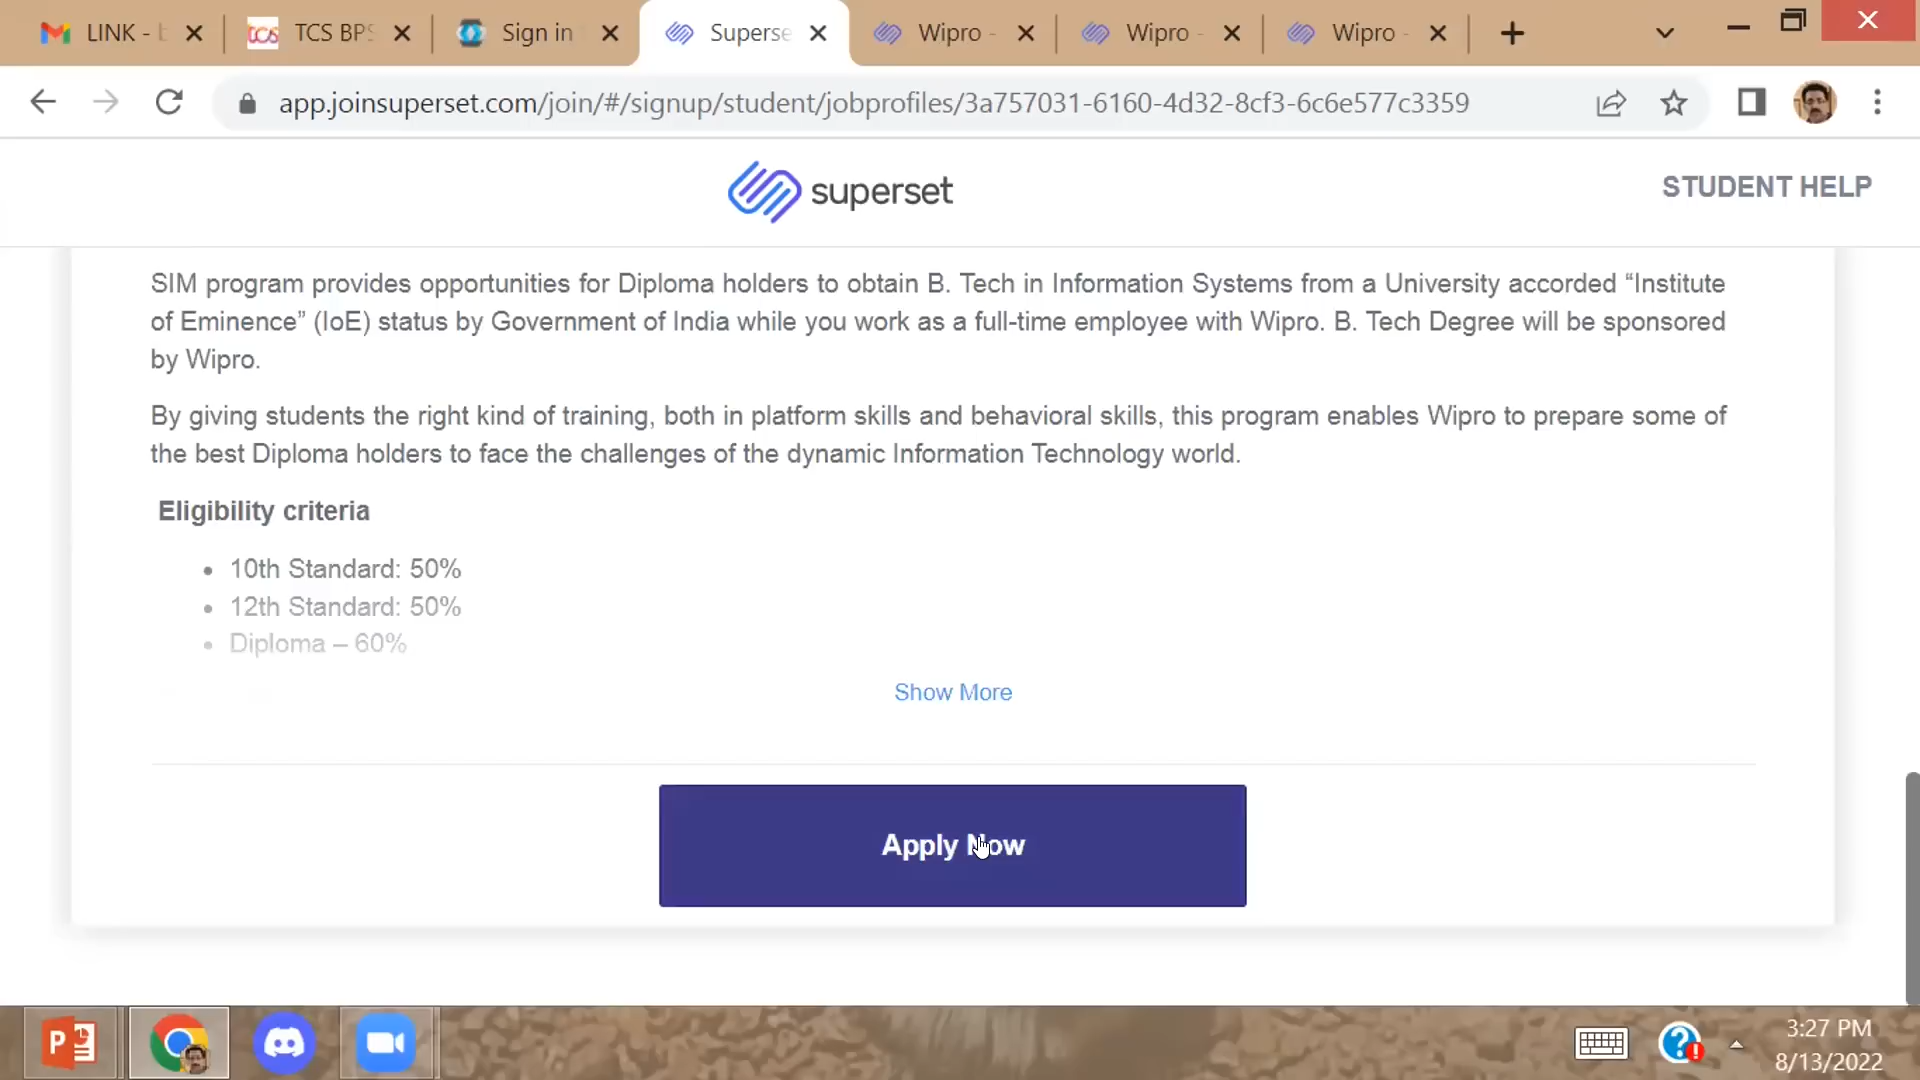 LINK - 
TCS BPS
Sign in
Superse
Wipro -
Wipro -
Wipro -
app.joinsuperset.com/join/#/signup/student/jobprofiles/3a757031-6160-4d32-8cf3-6c6e577c3359
superset
STUDENT HELP
SIM program provides opportunities for Diploma holders to obtain B. Tech in Information Systems from a University accorded “Institute
of Eminence” (IoE) status by Government of India while you work as a full-time employee with Wipro. B. Tech Degree will be sponsored
by Wipro.
By giving students the right kind of training, both in platform skills and behavioral skills, this program enables Wipro to prepare some of
the best Diploma holders to face the challenges of the dynamic Information Technology world.
Eligibility criteria
• 10th Standard: 50%
• 12th Standard: 50%
• Diploma – 60%
Show More
Apply Now
3:27 PM
8/13/2022